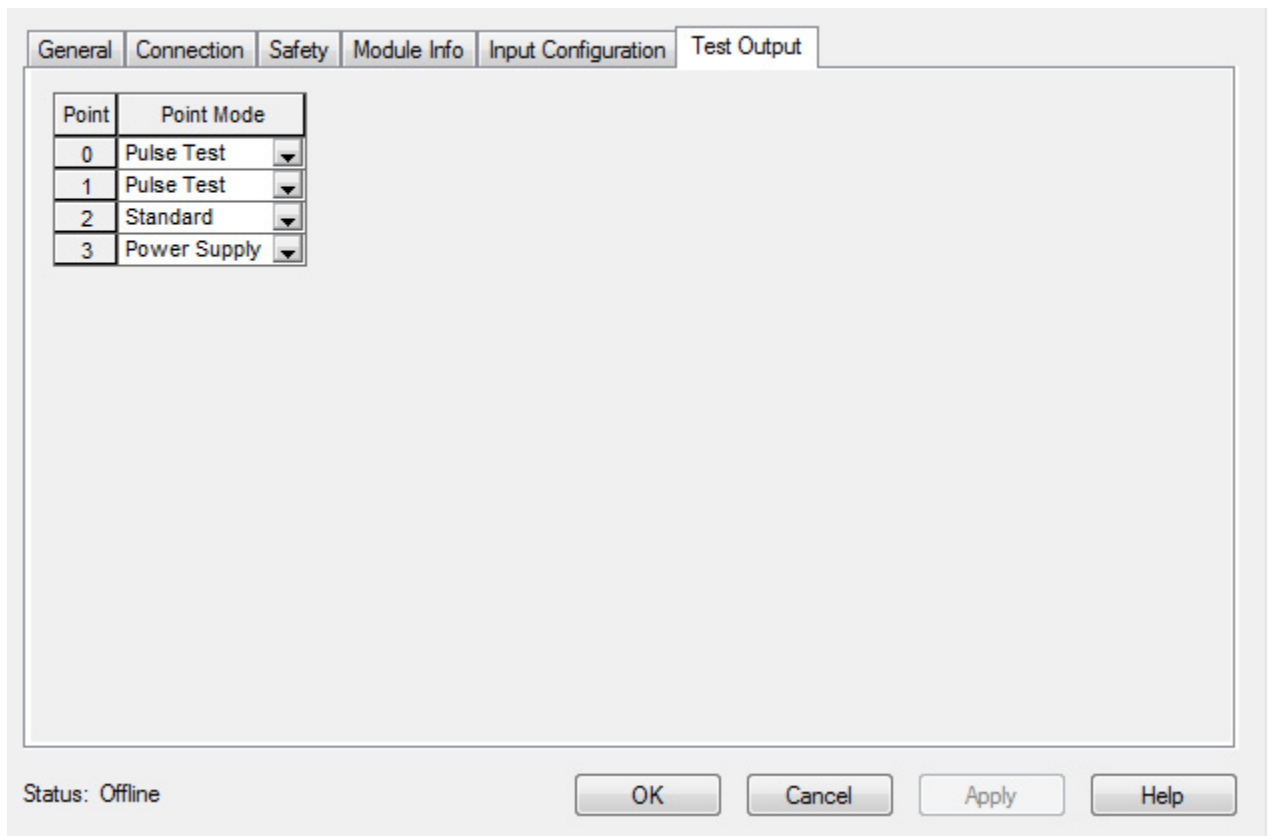 General Connection Safety Module Info Input Configuration Test Output
Point Point Mode
0 Pulse Test
1 Pulse Test
2 Standard
3 Power Supply
Status: Offline OK Cancel Apply Help